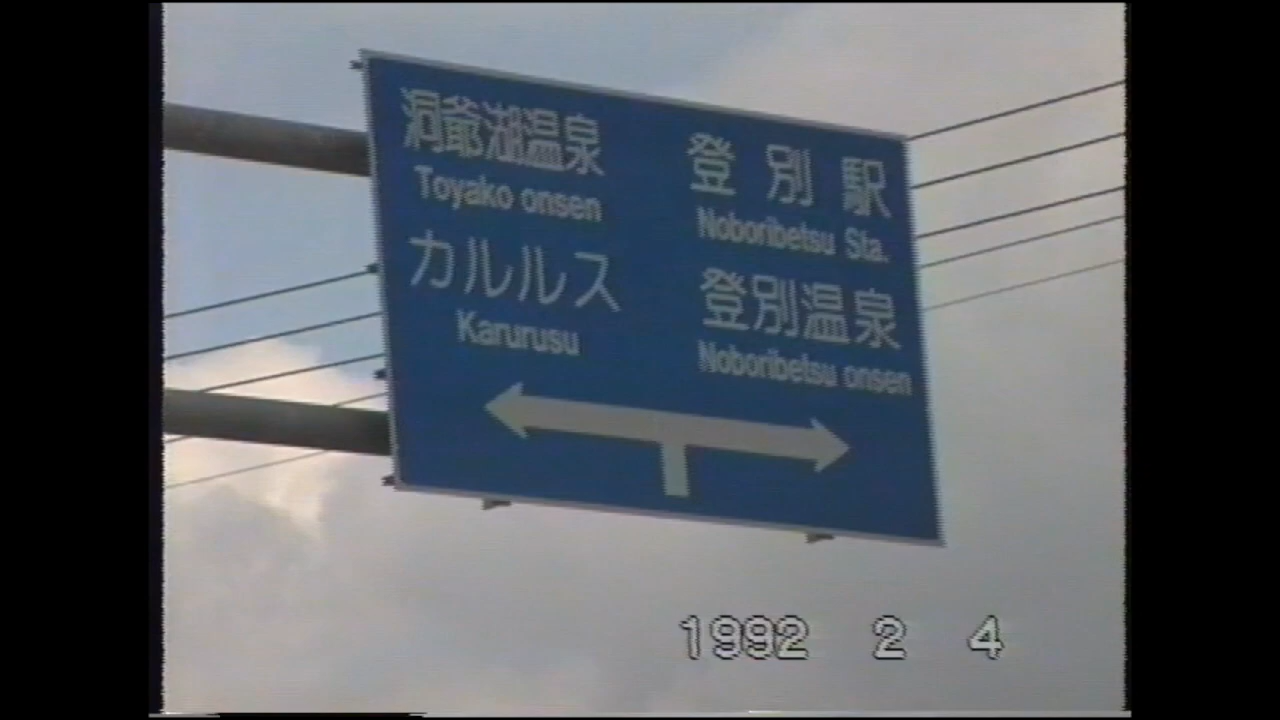 洞爺湖温泉
Toyako onsen
カルルス
Karurusu
登別駅
Noboribetsu Sta.
登別温泉
Noboribetsu onsen
1992 2 4